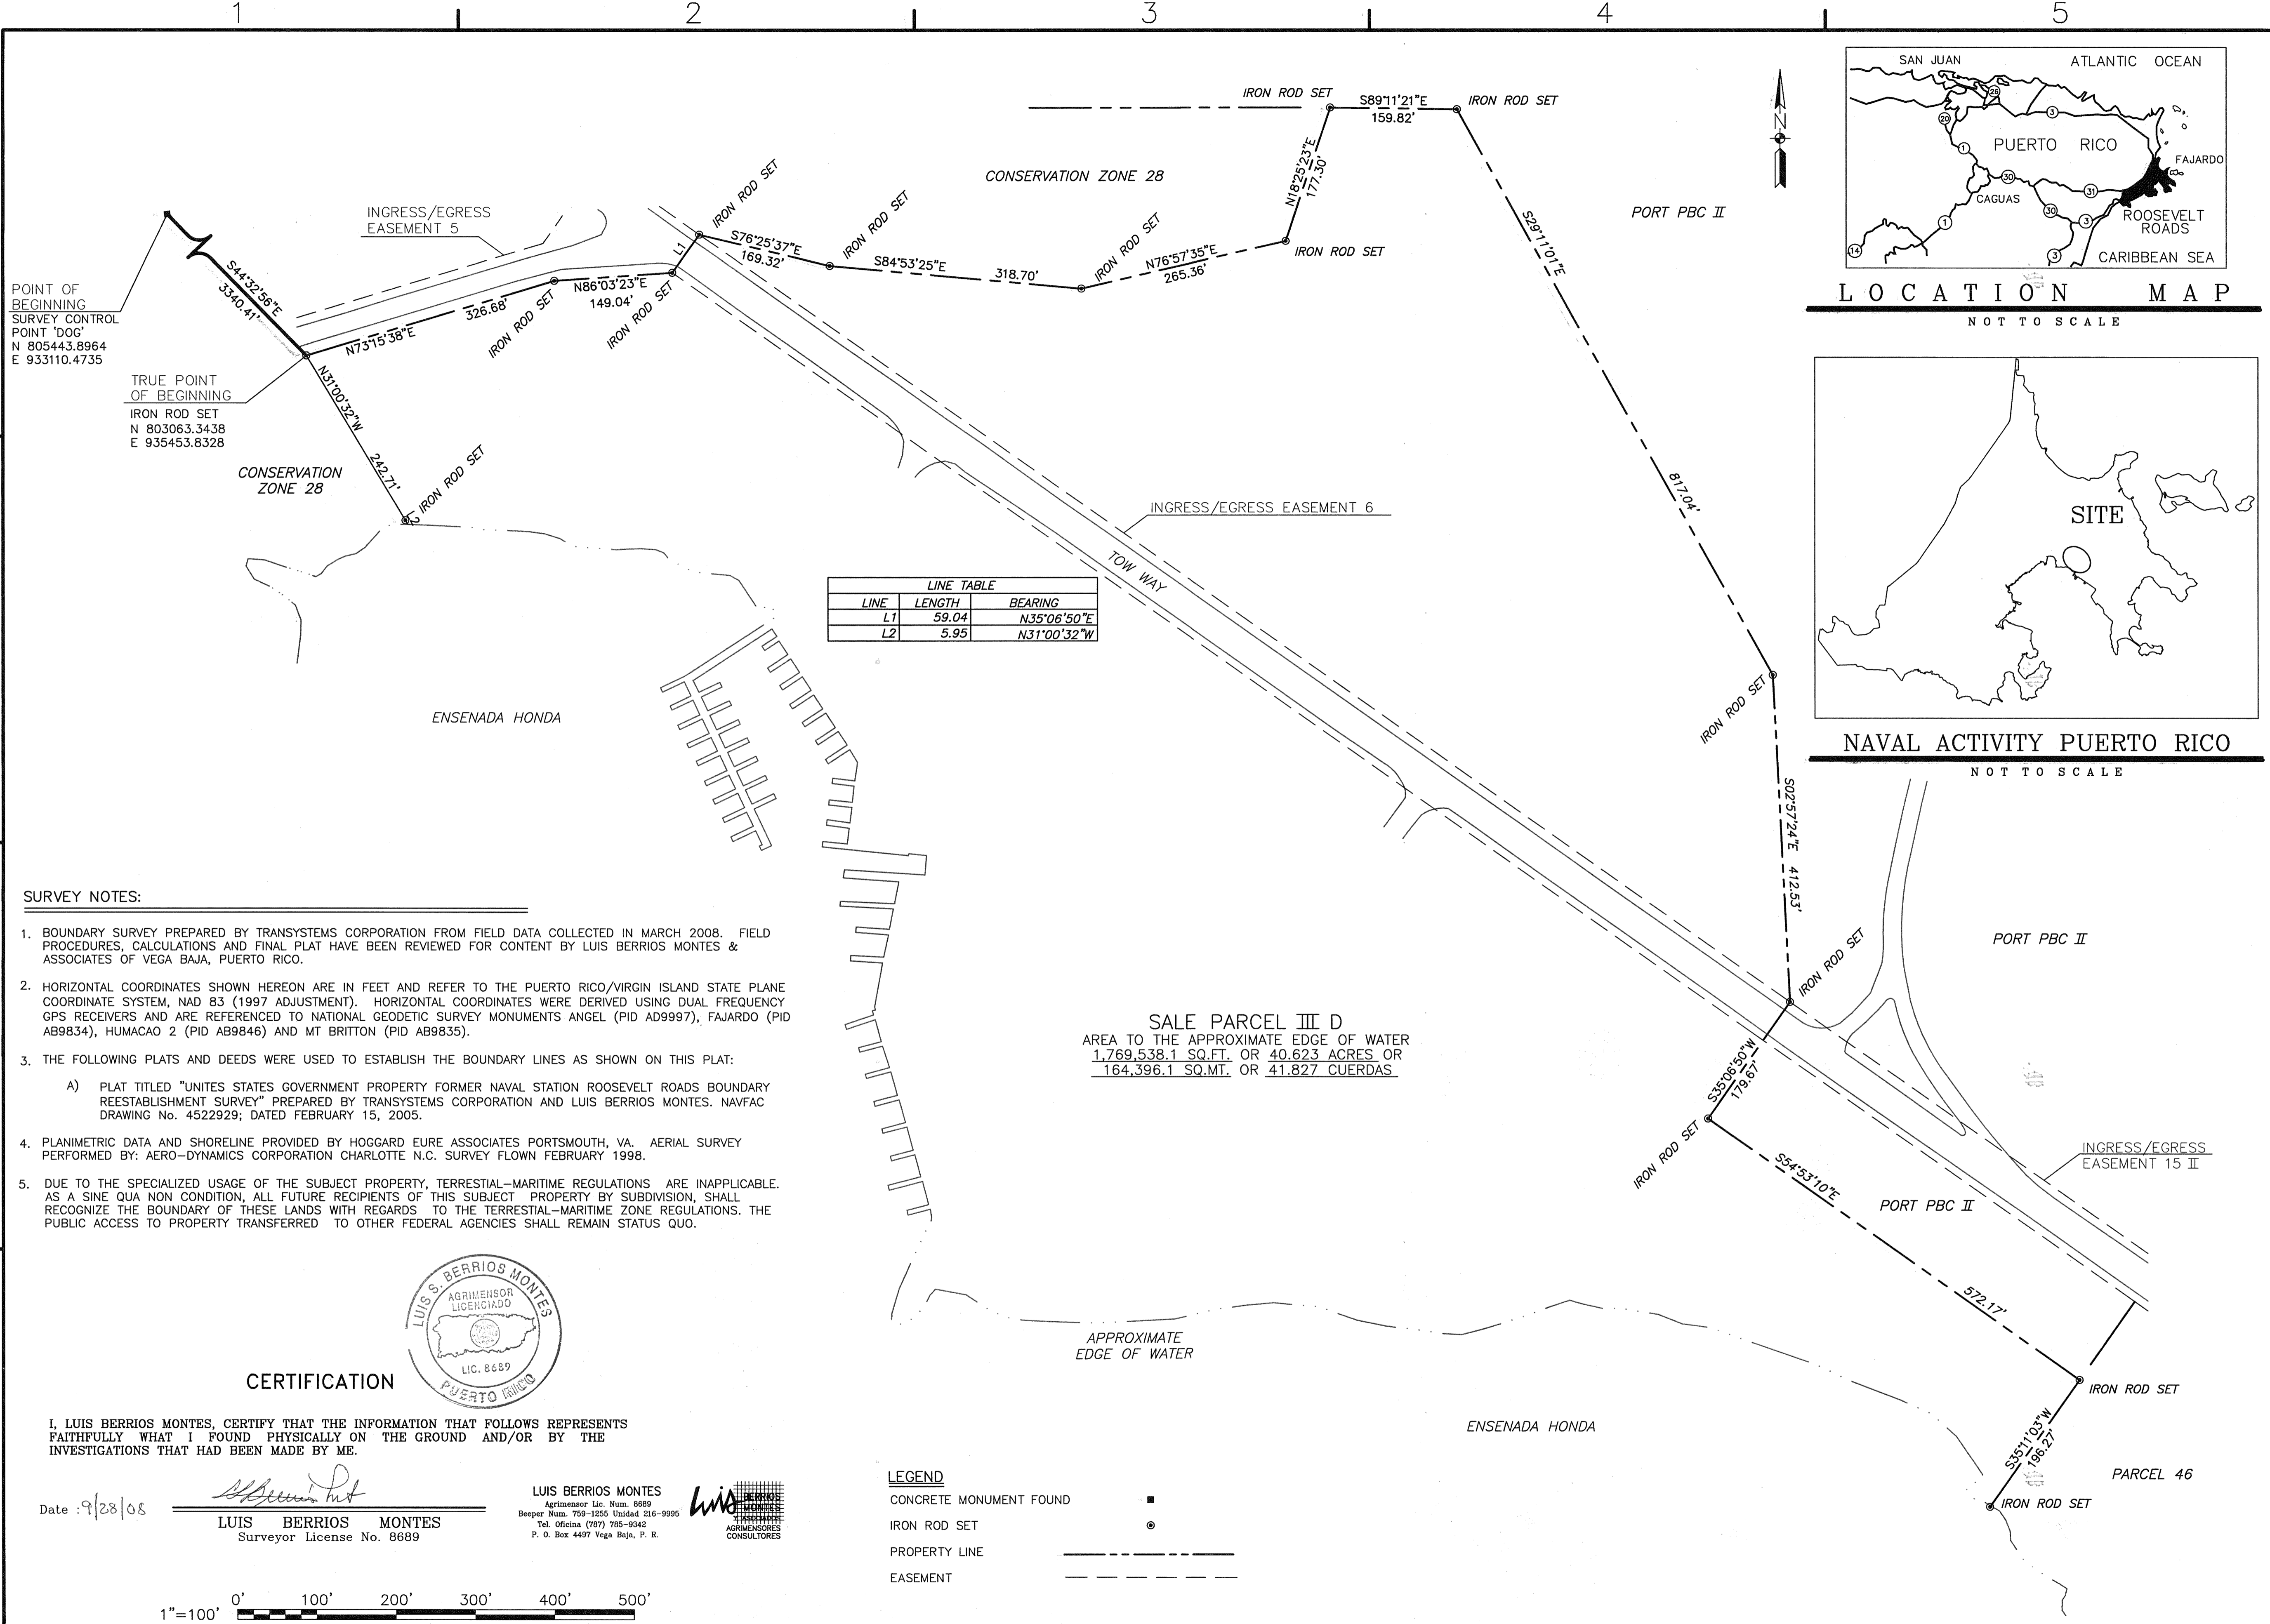 1 2 3 4 5
SAN JUAN
ATLANTIC OCEAN
26
20
3
1
PUERTO RICO
FAJARDO
30
31
CAGUAS
30
3
1
ROOSEVELT
ROADS
14
3
CARIBBEAN SEA
LOCATION MAP
NOT TO SCALE
SITE
NAVAL ACTIVITY PUERTO RICO
NOT TO SCALE
N
IRON ROD SET
S89°11'21"E
159.82'
IRON ROD SET
N18°25'23"E
177.30'
CONSERVATION ZONE 28
IRON ROD SET
S29°11'01"E
817.04'
PORT PBC II
INGRESS/EGRESS
EASEMENT 5
IRON ROD SET
L1
S76°25'37"E
169.32'
IRON ROD SET
S84°53'25"E
318.70'
IRON ROD SET
N76°57'35"E
265.36'
S44°32'56"E
3340.41'
POINT OF
BEGINNING
SURVEY CONTROL
POINT 'DOG'
N 805443.8964
E 933110.4735
N73°15'38"E
326.68'
IRON ROD SET
N86°03'23"E
149.04'
IRON ROD SET
TRUE POINT
OF BEGINNING
IRON ROD SET
N 803063.3438
E 935453.8328
N31°00'32"W
242.71'
CONSERVATION
ZONE 28
L2
IRON ROD SET
INGRESS/EGRESS EASEMENT 6
TOW WAY
LINE TABLE
LINE LENGTH BEARING
L1 59.04 N35°06'50"E
L2 5.95 N31°00'32"W
ENSENADA HONDA
IRON ROD SET
S02°57'24"E 412.53'
IRON ROD SET
PORT PBC II
S35°06'50"W
179.67'
IRON ROD SET
S54°53'10"E
572.17'
PORT PBC II
INGRESS/EGRESS
EASEMENT 15 II
SALE PARCEL III D
AREA TO THE APPROXIMATE EDGE OF WATER
1,769,538.1 SQ.FT. OR 40.623 ACRES OR
164,396.1 SQ.MT. OR 41.827 CUERDAS
IRON ROD SET
S35°11'03"W
196.27'
IRON ROD SET
PARCEL 46
APPROXIMATE
EDGE OF WATER
ENSENADA HONDA
SURVEY NOTES:
1. BOUNDARY SURVEY PREPARED BY TRANSYSTEMS CORPORATION FROM FIELD DATA COLLECTED IN MARCH 2008. FIELD
PROCEDURES, CALCULATIONS AND FINAL PLAT HAVE BEEN REVIEWED FOR CONTENT BY LUIS BERRIOS MONTES &
ASSOCIATES OF VEGA BAJA, PUERTO RICO.
2. HORIZONTAL COORDINATES SHOWN HEREON ARE IN FEET AND REFER TO THE PUERTO RICO/VIRGIN ISLAND STATE PLANE
COORDINATE SYSTEM, NAD 83 (1997 ADJUSTMENT). HORIZONTAL COORDINATES WERE DERIVED USING DUAL FREQUENCY
GPS RECEIVERS AND ARE REFERENCED TO NATIONAL GEODETIC SURVEY MONUMENTS ANGEL (PID AD9997), FAJARDO (PID
AB9834), HUMACAO 2 (PID AB9846) AND MT BRITTON (PID AB9835).
3. THE FOLLOWING PLATS AND DEEDS WERE USED TO ESTABLISH THE BOUNDARY LINES AS SHOWN ON THIS PLAT:
A) PLAT TITLED "UNITES STATES GOVERNMENT PROPERTY FORMER NAVAL STATION ROOSEVELT ROADS BOUNDARY
REESTABLISHMENT SURVEY" PREPARED BY TRANSYSTEMS CORPORATION AND LUIS BERRIOS MONTES. NAVFAC
DRAWING No. 4522929; DATED FEBRUARY 15, 2005.
4. PLANIMETRIC DATA AND SHORELINE PROVIDED BY HOGGARD EURE ASSOCIATES PORTSMOUTH, VA. AERIAL SURVEY
PERFORMED BY: AERO-DYNAMICS CORPORATION CHARLOTTE N.C. SURVEY FLOWN FEBRUARY 1998.
5. DUE TO THE SPECIALIZED USAGE OF THE SUBJECT PROPERTY, TERRESTIAL-MARITIME REGULATIONS ARE INAPPLICABLE.
AS A SINE QUA NON CONDITION, ALL FUTURE RECIPIENTS OF THIS SUBJECT PROPERTY BY SUBDIVISION, SHALL
RECOGNIZE THE BOUNDARY OF THESE LANDS WITH REGARDS TO THE TERRESTIAL-MARITIME ZONE REGULATIONS. THE
PUBLIC ACCESS TO PROPERTY TRANSFERRED TO OTHER FEDERAL AGENCIES SHALL REMAIN STATUS QUO.
LUIS S. BERRIOS MONTES
AGRIMENSOR
LICENCIADO
LIC. 8689
PUERTO RICO
CERTIFICATION
I, LUIS BERRIOS MONTES, CERTIFY THAT THE INFORMATION THAT FOLLOWS REPRESENTS
FAITHFULLY WHAT I FOUND PHYSICALLY ON THE GROUND AND/OR BY THE
INVESTIGATIONS THAT HAD BEEN MADE BY ME.
Date : 9/28/08
LUIS BERRIOS MONTES
Surveyor License No. 8689
LUIS BERRIOS MONTES
Agrimensor Lic. Num. 8689
Beeper Num. 759-1255 Unidad 216-9995
Tel. Oficina (787) 785-9342
P. O. Box 4497 Vega Baja, P. R.
Luis BERRIOS
MONTES
& ASOCIADOS
AGRIMENSORES
CONSULTORES
LEGEND
CONCRETE MONUMENT FOUND
IRON ROD SET
PROPERTY LINE
EASEMENT
0' 100' 200' 300' 400' 500'
1"=100'